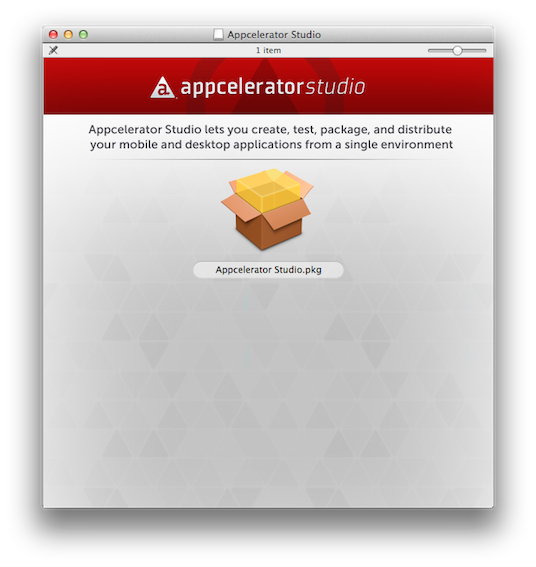 Appcelerator Studio
1 item
a. appceleratorstudio
Appcelerator Studio lets you create, test, package, and distribute
your mobile and desktop applications from a single environment
Appcelerator Studio.pkg